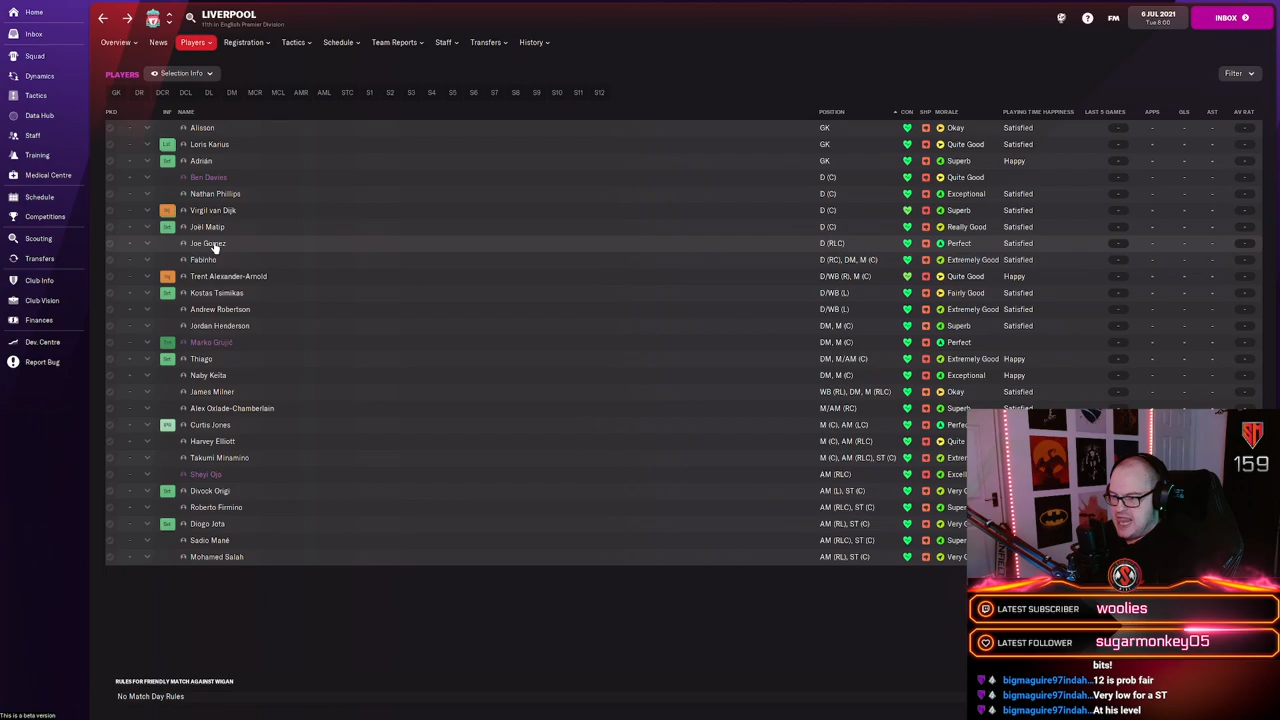 Home
Inbox
Squad
Dynamics
Tactics
Data Hub
Staff
Training
Medical Centre
Schedule
Competitions
Scouting
Transfers
Club Info
Club Vision
Finances
Dev. Centre
Report Bug
This is a beta version
LIVERPOOL
11th in English Premier Division
FM
6 JUL 2021
Tue 8:00
INBOX
Overview News Players Registration Tactics Schedule Team Reports Staff Transfers History
PLAYERS Selection Info Filter
GK DR DCR DCL DL DM MCR MCL AMR AML STC S1 S2 S3 S4 S5 S6 S7 S8 S9 S10 S11 S12
PKD INF NAME POSITION CON SHP MORALE PLAYING TIME HAPPINESS LAST 5 GAMES APPS GLS AST AV RAT
- Alisson GK Okay Satisfied - - - - -
- Loris Karius GK Quite Good Satisfied - - - - -
- Adrián GK Superb Happy - - - - -
- Ben Davies D (C) Quite Good - - - - -
- Nathan Phillips D (C) Exceptional Satisfied - - - - -
- Virgil van Dijk D (C) Superb Satisfied - - - - -
- Joël Matip D (C) Really Good Satisfied - - - - -
- Joe Gomez D (RLC) Perfect Satisfied - - - - -
- Fabinho D (RC), DM, M (C) Extremely Good Satisfied - - - - -
- Trent Alexander-Arnold D/WB (R), M (C) Quite Good Happy - - - - -
- Kostas Tsimikas D/WB (L) Fairly Good Satisfied - - - - -
- Andrew Robertson D/WB (L) Extremely Good Satisfied - - - - -
- Jordan Henderson DM, M (C) Superb Satisfied - - - - -
- Marko Grujić DM, M (C) Perfect - - - - -
- Thiago DM, M/AM (C) Extremely Good Happy - - - - -
- Naby Keïta DM, M (C) Exceptional Happy - - - - -
- James Milner WB (RL), DM, M (RLC) Okay Satisfied - - - - -
- Alex Oxlade-Chamberlain M/AM (RC) Superb Satisfied
- Curtis Jones M (C), AM (LC)
- Harvey Elliott M (C), AM (RLC) Quite
- Takumi Minamino M (C), AM (RLC), ST (C)
- Sheyi Ojo AM (RLC)
- Divock Origi AM (L), ST (C) Very
- Roberto Firmino AM (RLC), ST (C)
- Diogo Jota AM (RL), ST (C) Very
- Sadio Mané AM (RLC), ST (C)
- Mohamed Salah AM (RL), ST (C) Very
RULES FOR FRIENDLY MATCH AGAINST WIGAN
No Match Day Rules
SM
159
LATEST SUBSCRIBER woolies
LATEST FOLLOWER sugarmonkey05
bits!
bigmaguire97indah... 12 is prob fair
bigmaguire97indah... Very low for a ST
bigmaguire97indah... At his level